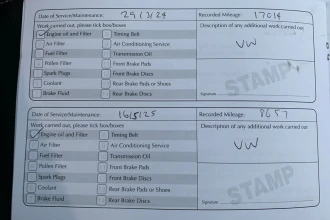 Date of Service/Maintenance: 29/2/24 Recorded Mileage: 17014
Work carried out, please tick box/boxes Description of any additional work carried out
Engine oil and Filter Timing Belt
Air Filter Air Conditioning Service VW
Fuel Filter Transmission Oil
Pollen Filter Front Brake Pads
Spark Plugs Front Brake Discs
Coolant Rear Brake Pads or Shoes
Brake Fluid Rear Brake Discs Signature STAMP
Date of Service/Maintenance: 16/5/25 Recorded Mileage: 8657
Work carried out, please tick box/boxes Description of any additional work carried out
Engine oil and Filter Timing Belt
Air Filter Air Conditioning Service VW
Fuel Filter Transmission Oil
Pollen Filter Front Brake Pads
Spark Plugs Front Brake Discs
Coolant Rear Brake Pads or Shoes
Brake Fluid Rear Brake Discs Signature STAMP